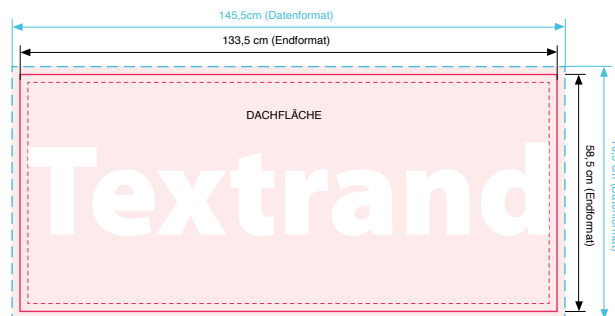 145,5cm (Datenformat)
133,5 cm (Endformat)
DACHFLÄCHE
Textrand
58,5 cm (Endformat)